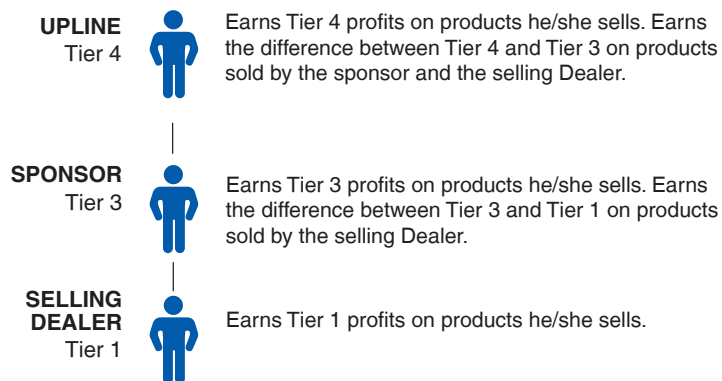 UPLINE
Tier 4
Earns Tier 4 profits on products he/she sells. Earns
the difference between Tier 4 and Tier 3 on products
sold by the sponsor and the selling Dealer.
SPONSOR
Tier 3
Earns Tier 3 profits on products he/she sells. Earns
the difference between Tier 3 and Tier 1 on products
sold by the selling Dealer.
SELLING
DEALER
Tier 1
Earns Tier 1 profits on products he/she sells.